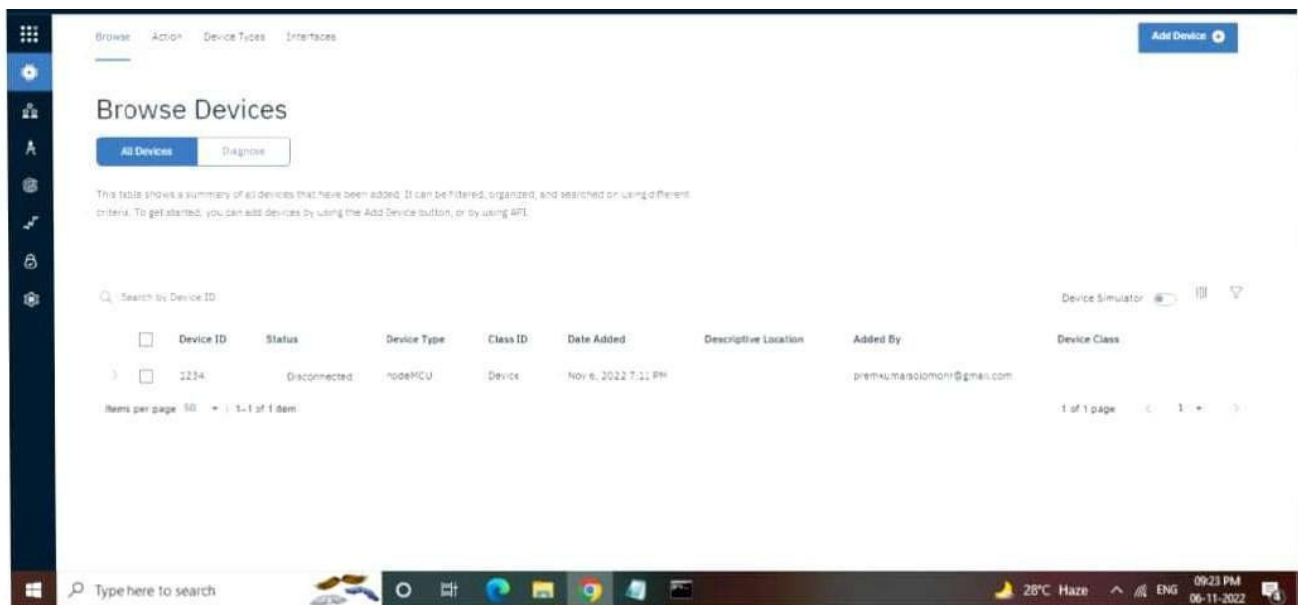 Browse Action Device Types Interfaces
Add Device
Browse Devices
All Devices Diagnose
This table shows a summary of all devices that have been added. It can be filtered, organized, and searched on using different
criteria. To get started, you can add devices by using the Add Device button, or by using API.
Search by Device ID
Device Simulator
Device ID Status Device Type Class ID Date Added Descriptive Location Added By Device Class
1234 Disconnected nodeMCU Device Nov 6, 2022 7:11 PM premkumarsolomonr@gmail.com
Items per page 50 1–1 of 1 item
1 of 1 page 1
Type here to search
28°C Haze ENG 09:23 PM
06-11-2022
4